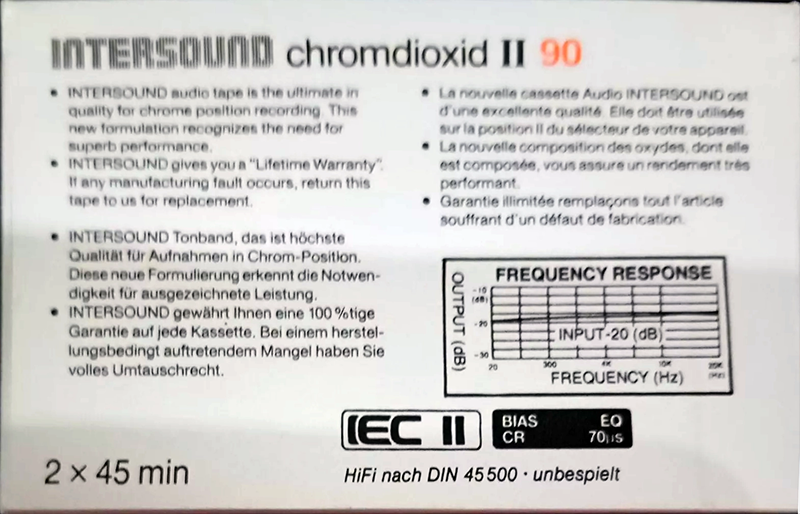 INTERSOUND chromdioxid II 90
• INTERSOUND audio tape is the ultimate in
quality for chrome position recording. This
new formulation recognizes the need for
superb performance.
• INTERSOUND gives you a "Lifetime Warranty".
If any manufacturing fault occurs, return this
tape to us for replacement.
• INTERSOUND Tonband, das ist höchste
Qualität für Aufnahmen in Chrom-Position.
Diese neue Formulierung erkennt die Notwen-
digkeit für ausgezeichnete Leistung.
• INTERSOUND gewährt Ihnen eine 100%tige
Garantie auf jede Kassette. Bei einem herstel-
lungsbedingt auftretendem Mangel haben Sie
volles Umtauschrecht.
• La nouvelle cassette Audio INTERSOUND est
d'une excellente qualité. Elle doit être utilisée
sur la position II du sélecteur de votre appareil.
• La nouvelle composition des oxydes, dont elle
est composée, vous assure un rendement très
performant.
• Garantie illimitée remplaçons tout l'article
souffrant d'un défaut de fabrication.
FREQUENCY RESPONSE
OUTPUT (dB)
-10
(dB)
-20
-30
INPUT-20 (dB)
20 300 4K 10K 20K
(Hz)
FREQUENCY (Hz)
IEC II
BIAS EQ
CR 70µs
2 x 45 min
HiFi nach DIN 45500 · unbespielt